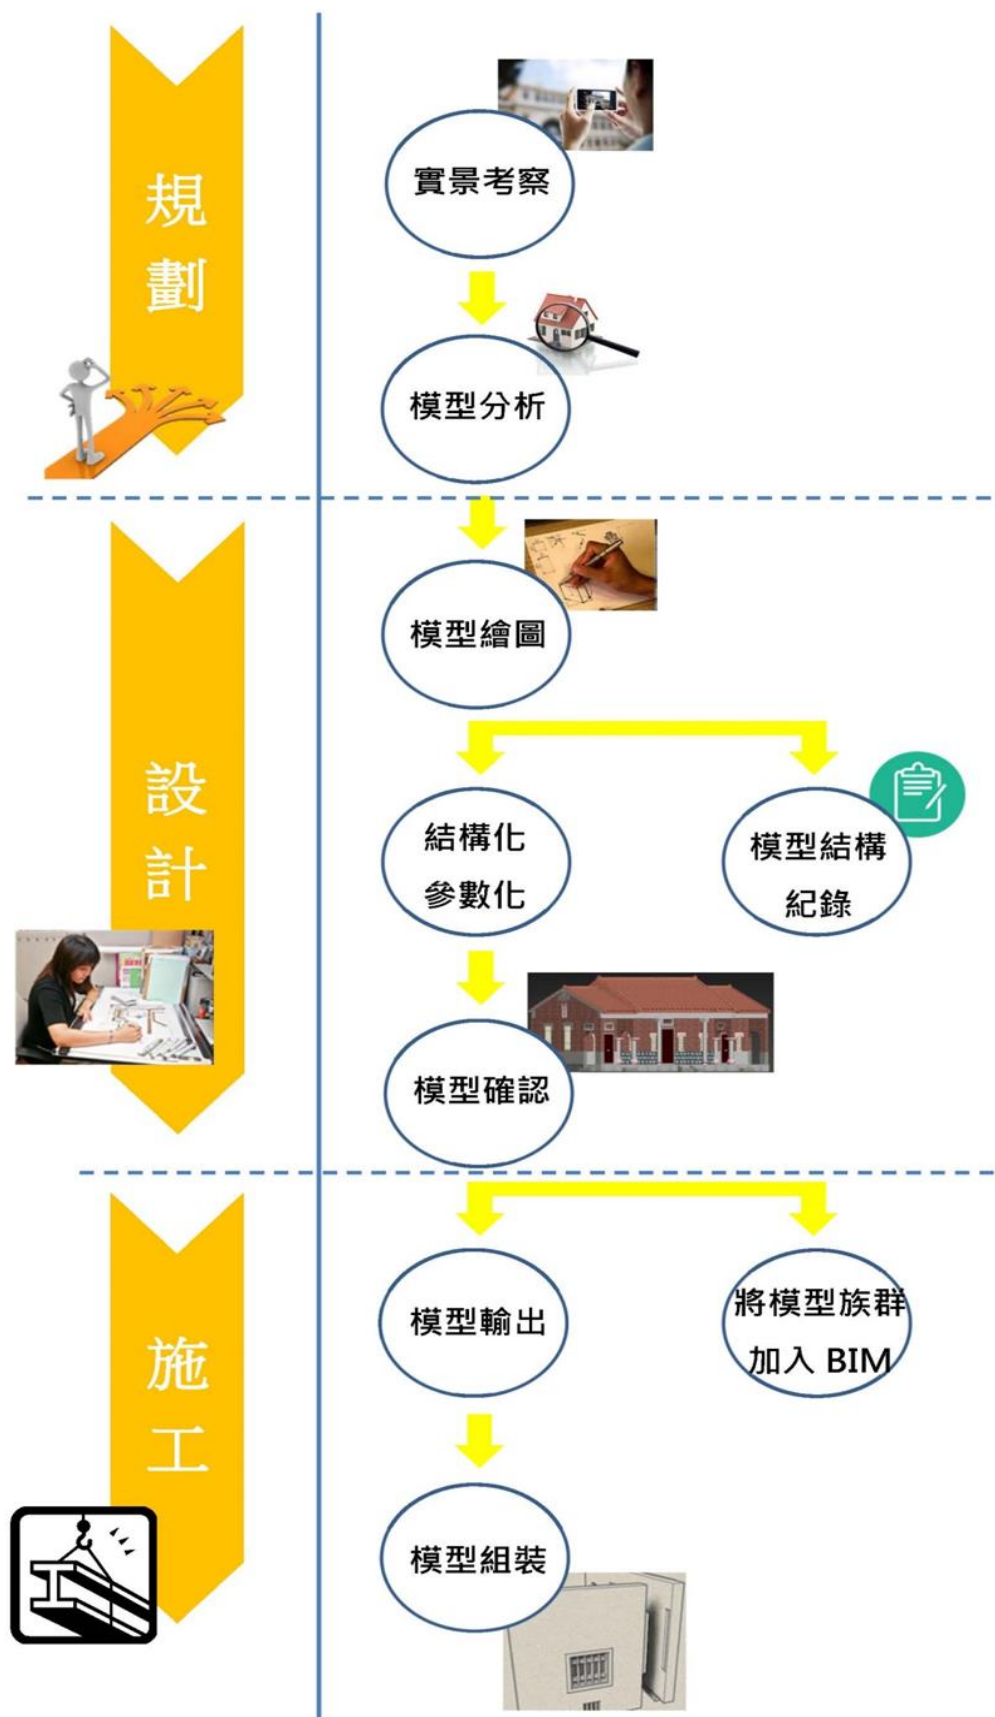 規
劃
實景考察
模型分析
設
計
模型繪圖
結構化
參數化
模型結構
紀錄
模型確認
施
工
模型輸出
將模型族群
加入 BIM
模型組裝